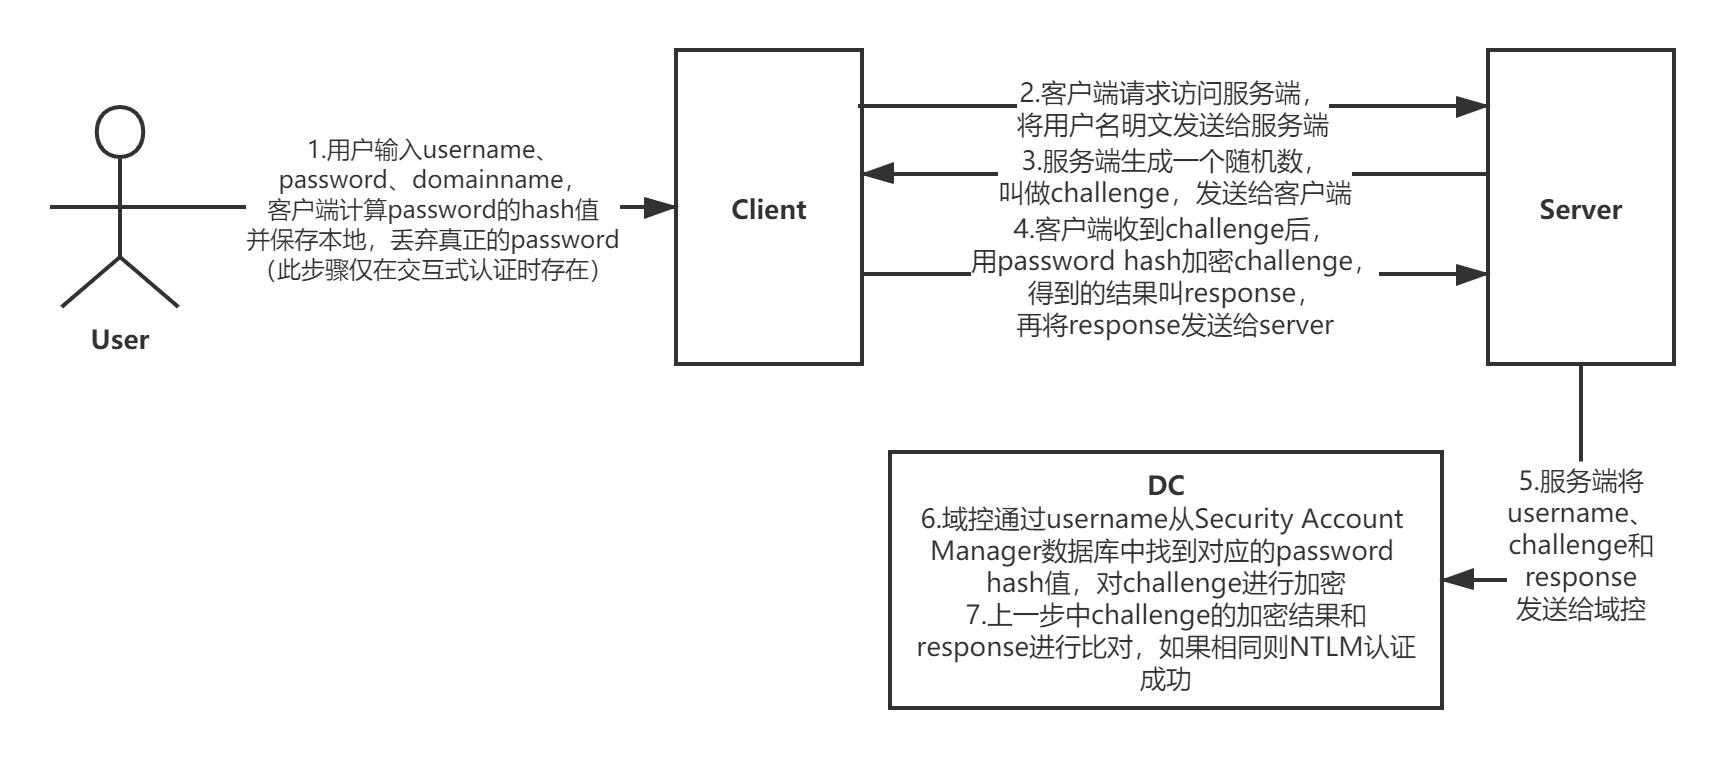 1.用户输入username、
password、domainname，
客户端计算password的hash值
并保存本地，丢弃真正的password
（此步骤仅在交互式认证时存在）
User
Client
2.客户端请求访问服务端，
将用户名明文发送给服务端
3.服务端生成一个随机数，
叫做challenge，发送给客户端
4.客户端收到challenge后，
用password hash加密challenge，
得到的结果叫response，
再将response发送给server
Server
5.服务端将
username、
challenge和
response
发送给域控
DC
6.域控通过username从Security Account
Manager数据库中找到对应的password
hash值，对challenge进行加密
7.上一步中challenge的加密结果和
response进行比对，如果相同则NTLM认证
成功